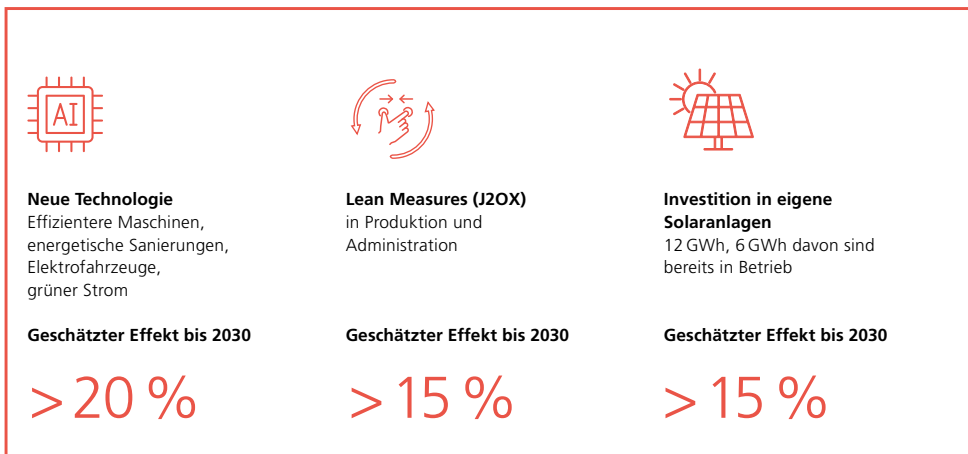 AI
Neue Technologie
Effizientere Maschinen,
energetische Sanierungen,
Elektrofahrzeuge,
grüner Strom
Geschätzter Effekt bis 2030
> 20 %
Lean Measures (J2OX)
in Produktion und
Administration
Geschätzter Effekt bis 2030
> 15 %
Investition in eigene
Solaranlagen
12 GWh, 6 GWh davon sind
bereits in Betrieb
Geschätzter Effekt bis 2030
> 15 %